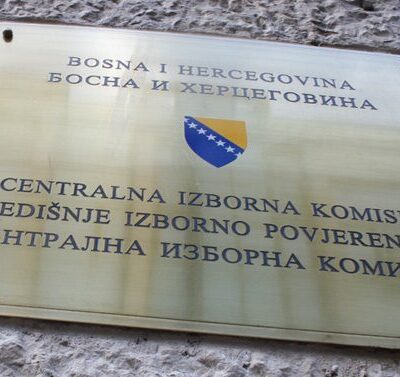 BOSNA I HERCEGOVINA
БОСНА И ХЕРЦЕГОВИНА
CENTRALNA IZBORNA KOMIS
EDIŠNJE IZBORNO POVJEREN
НТРАЛНА ИЗБОРНА КОМИ